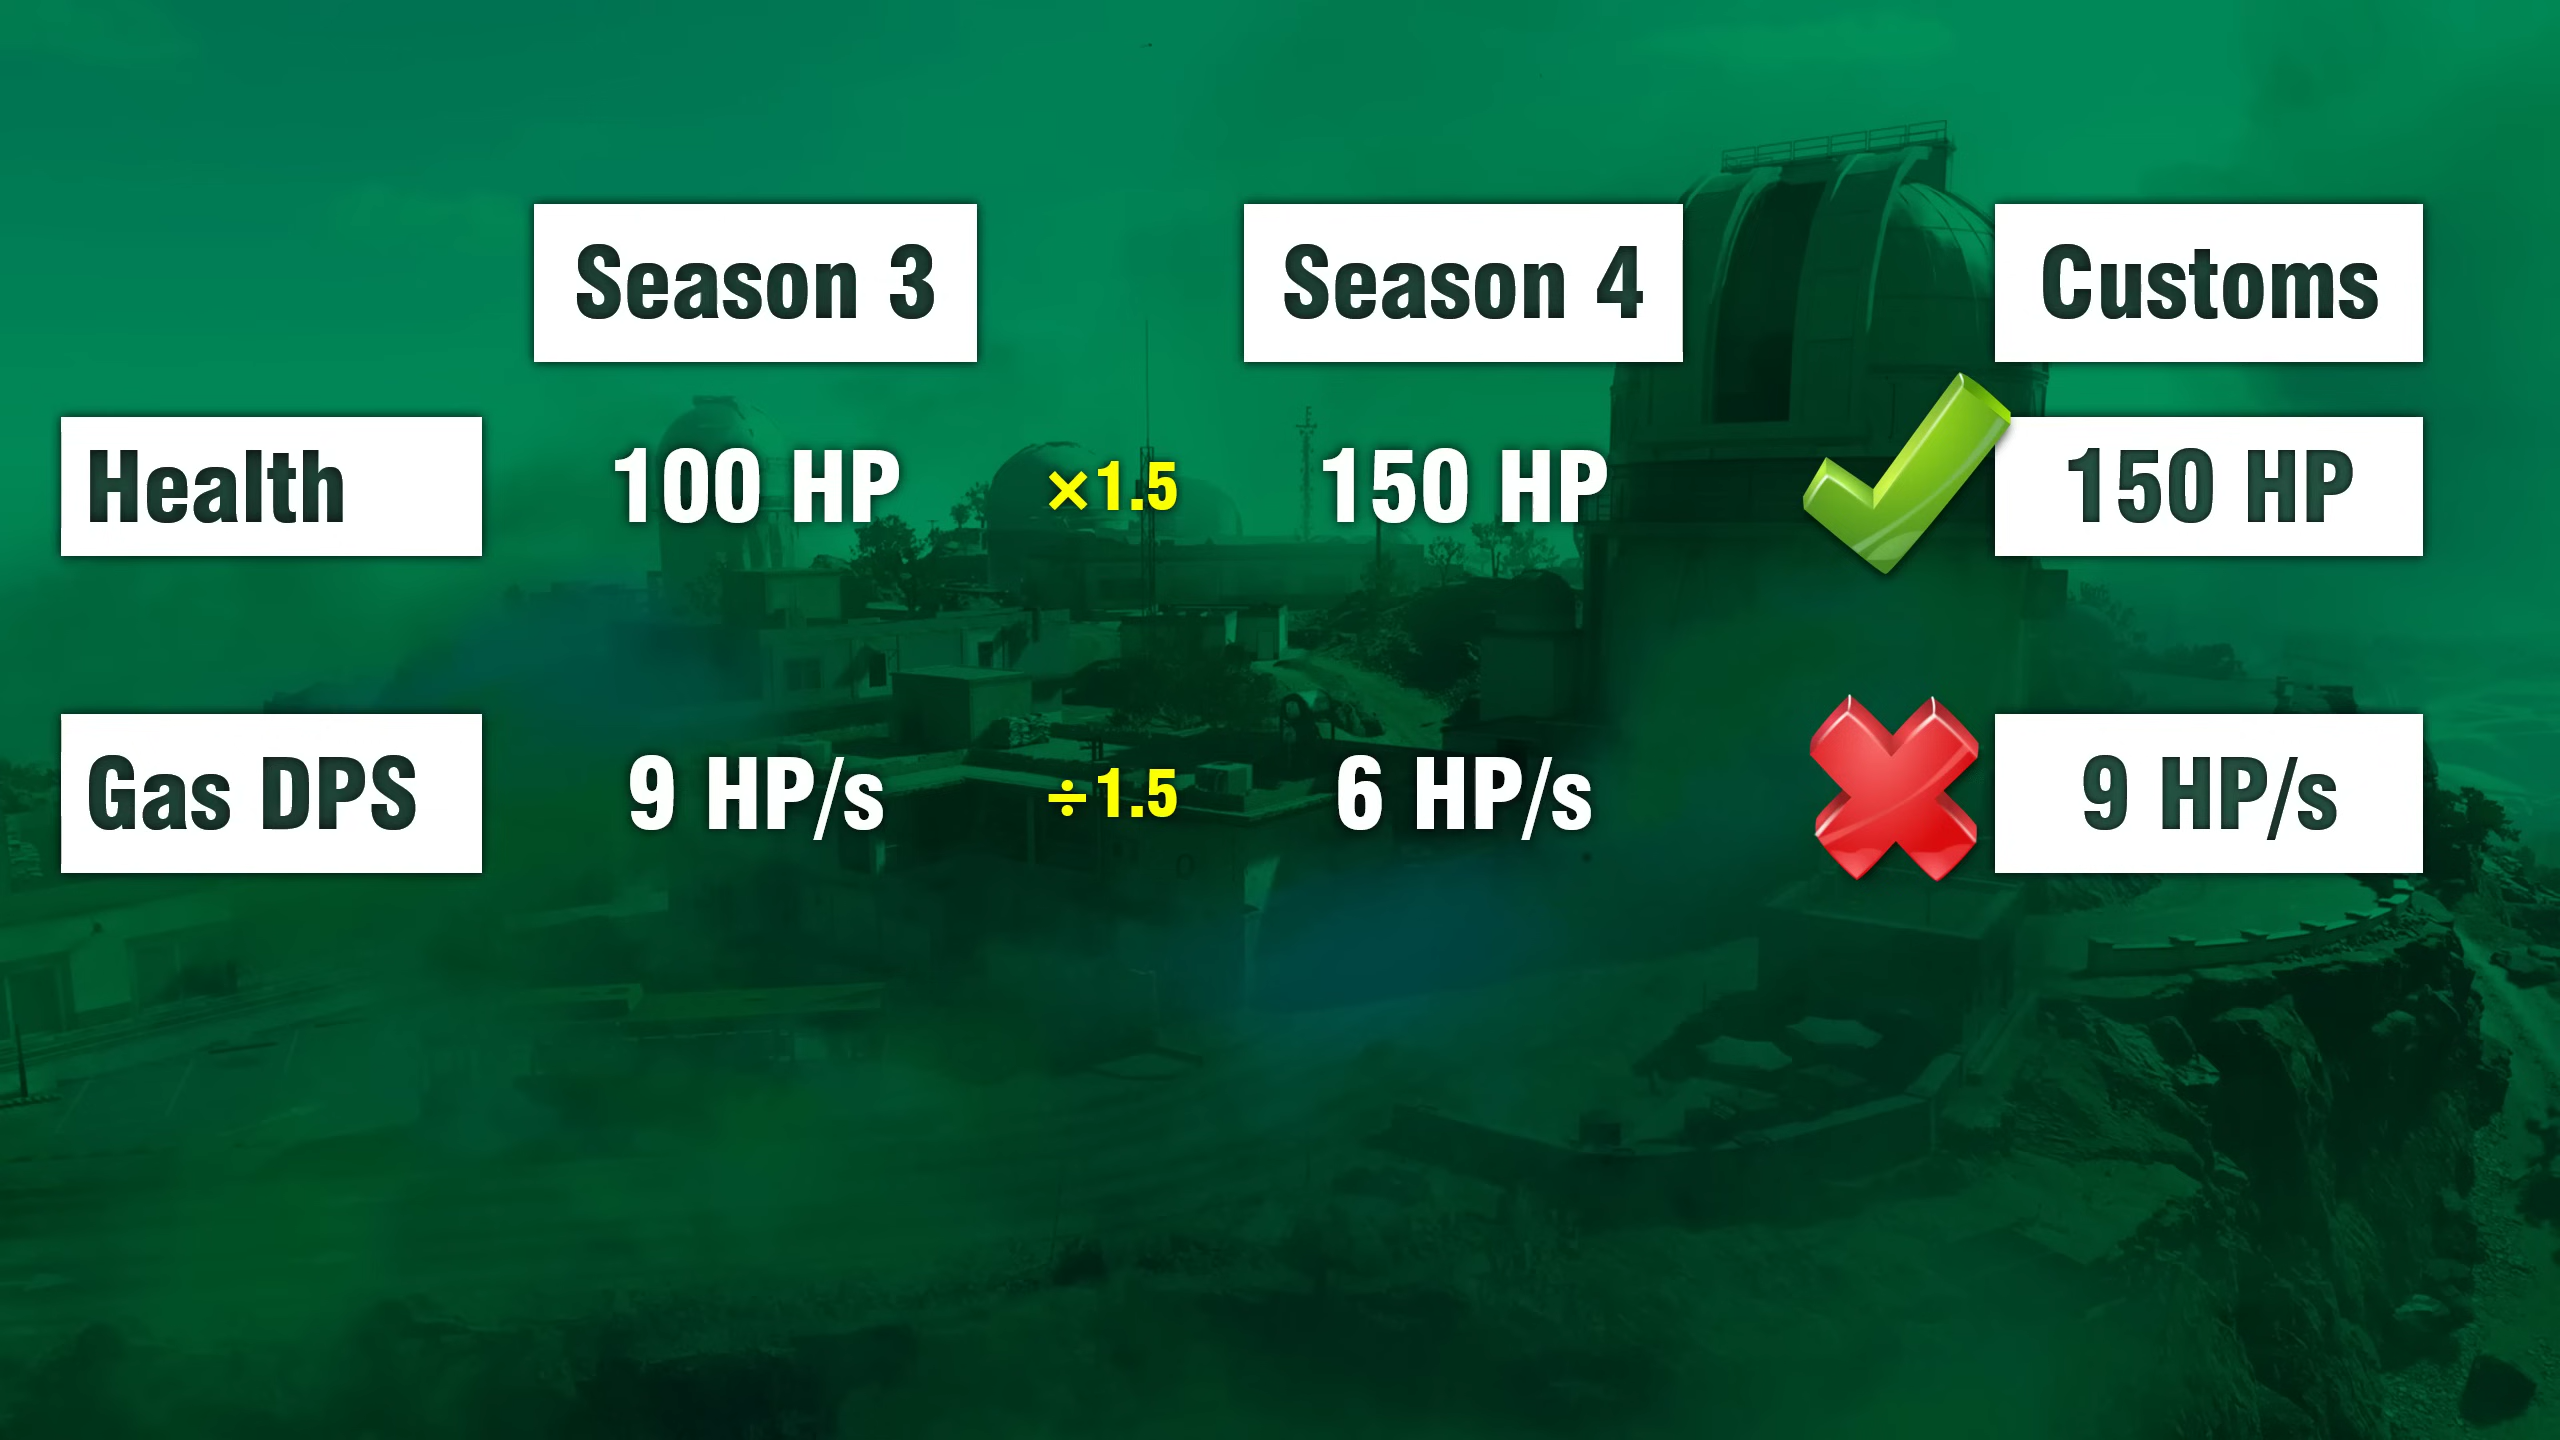 Season 3 Season 4 Customs
Health 100 HP ×1.5 150 HP 150 HP
Gas DPS 9 HP/s ÷1.5 6 HP/s 9 HP/s